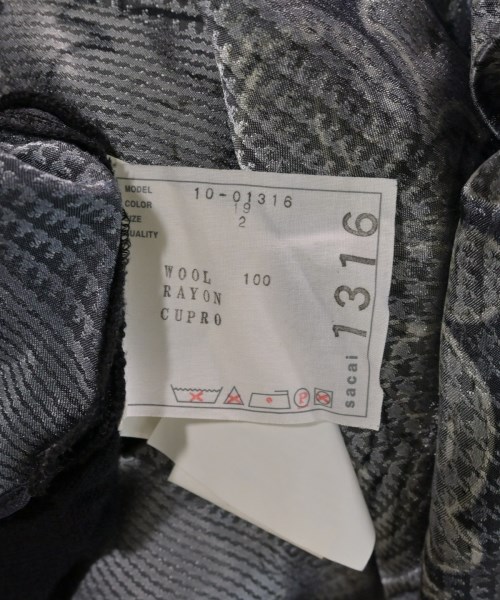 MODEL 10-01316
COLOR 19
SIZE 2
QUALITY
WOOL 100
RAYON
CUPRO
P
sacai 1316